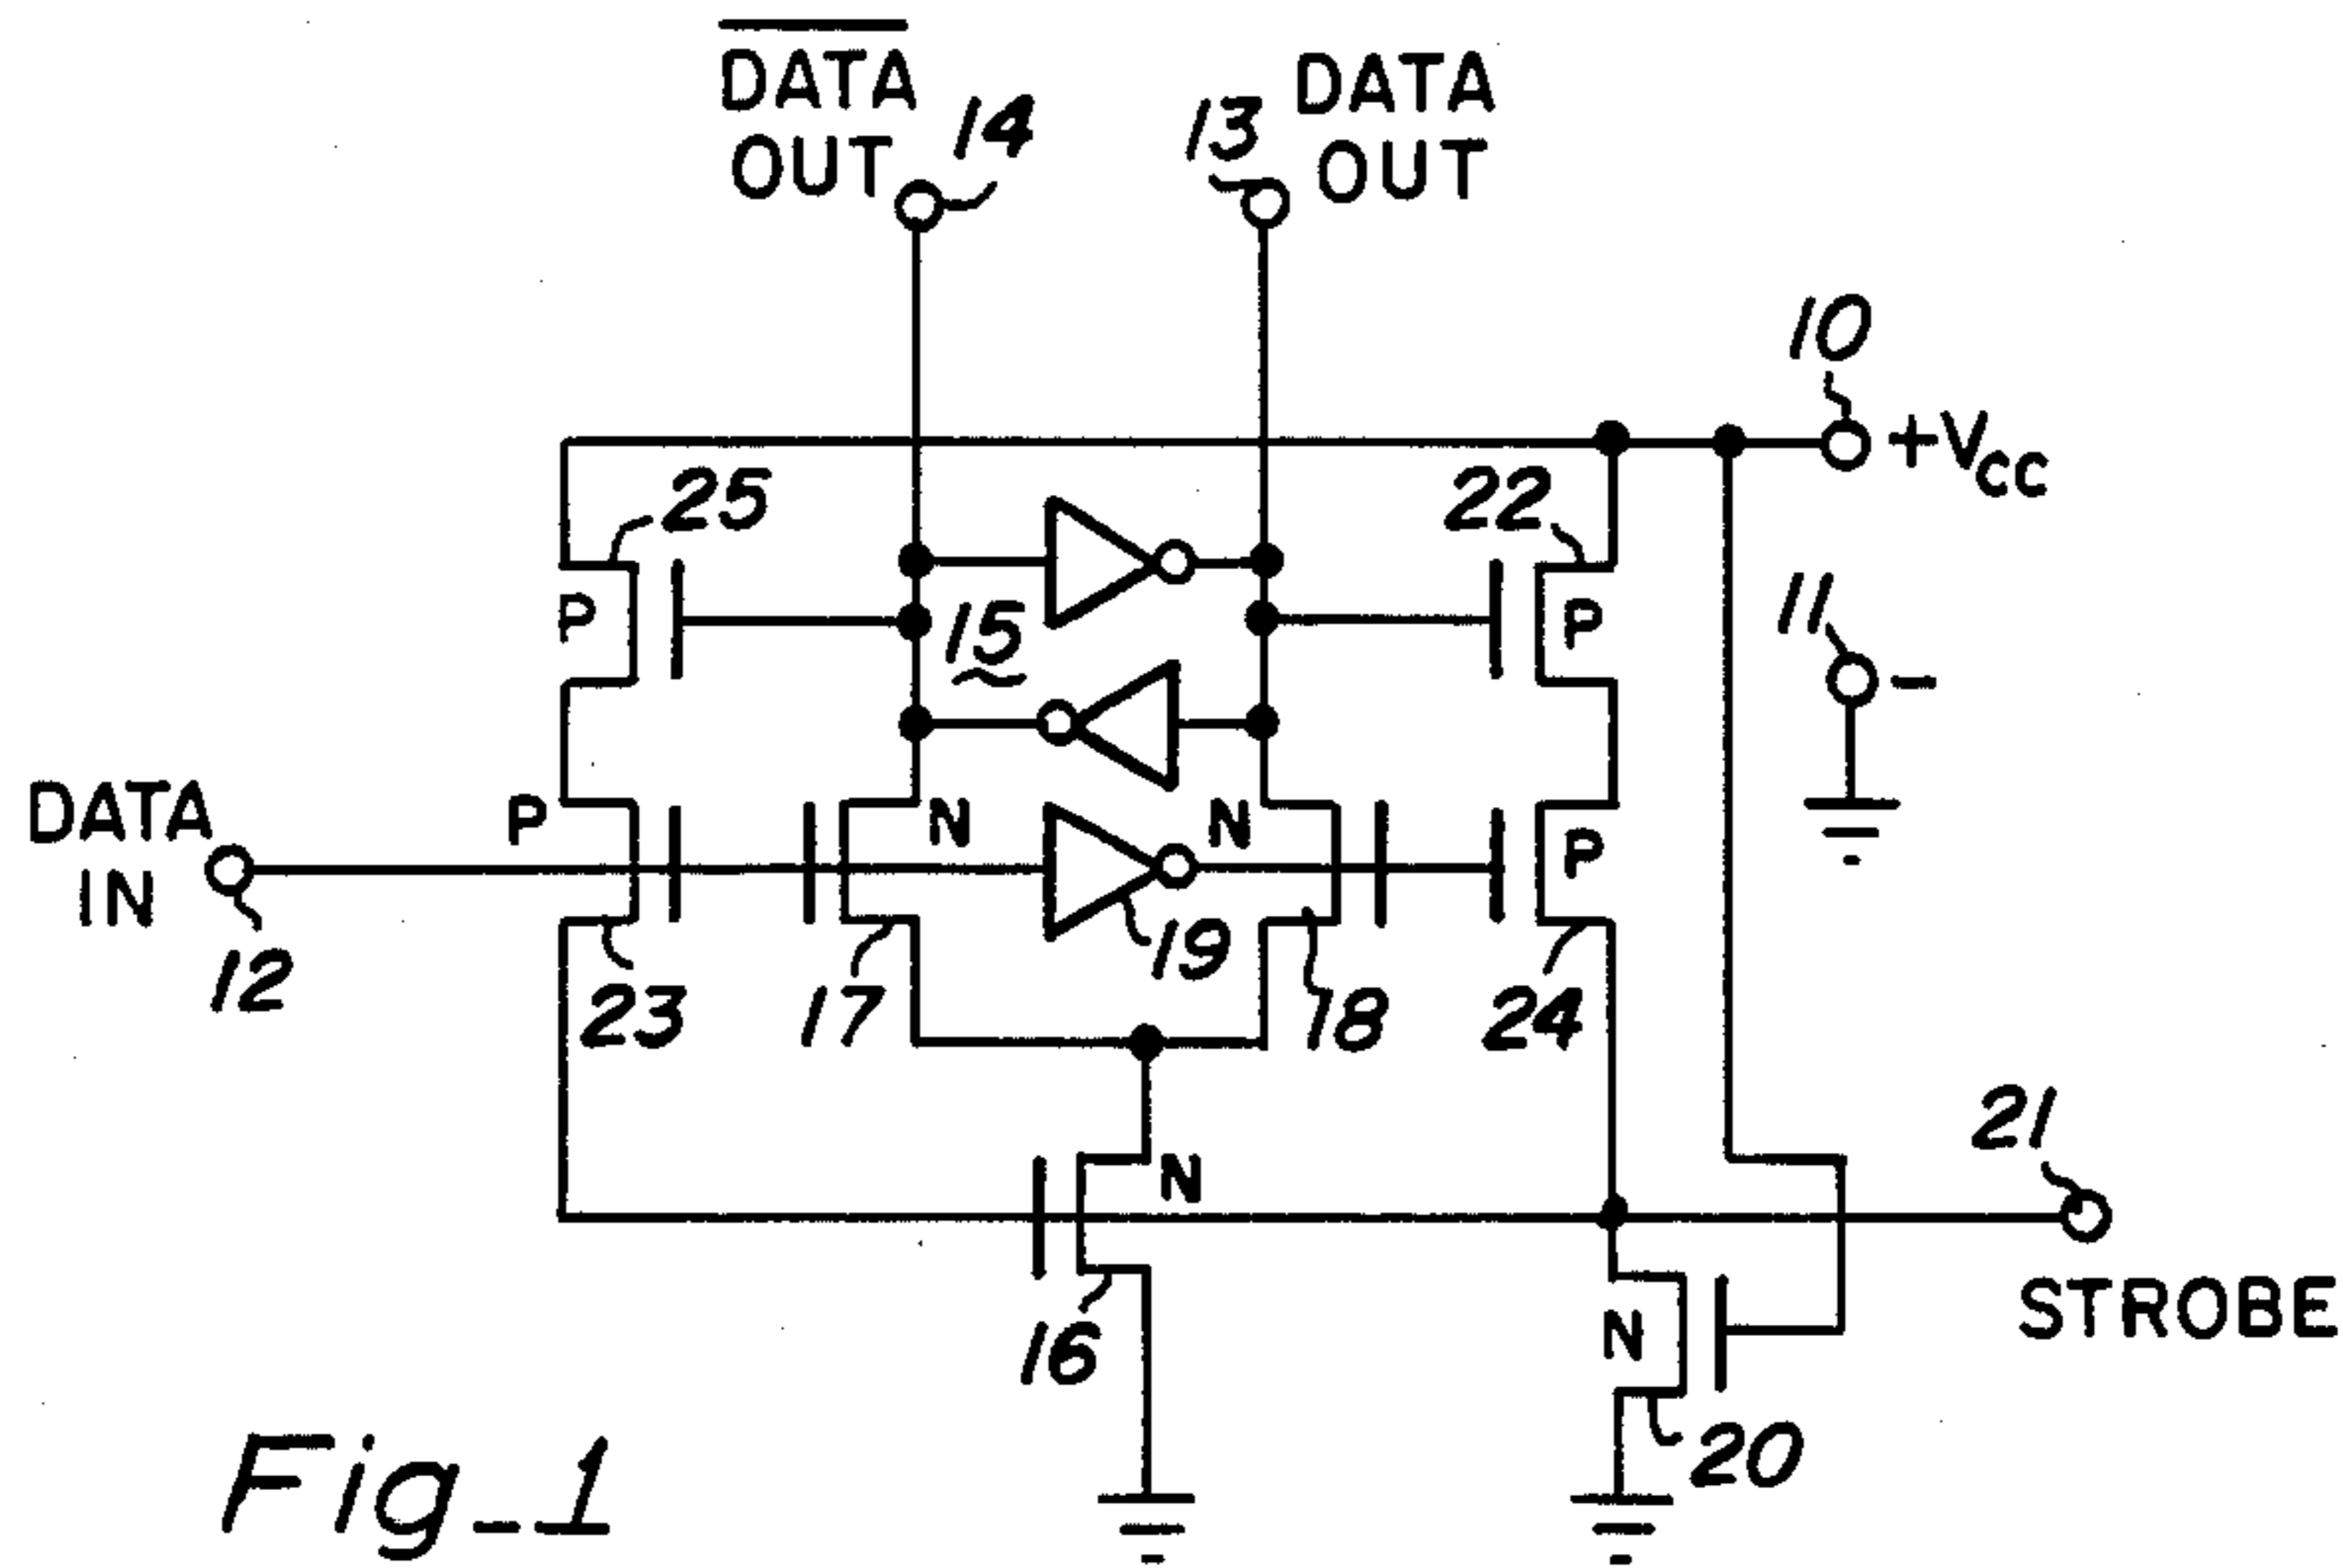 DATA
OUT
14
13
DATA
OUT
10
+VCC
25
22
11
-
P
15
P
DATA
IN
P
N
N
P
12
23
17
19
18
24
21
N
16
N
STROBE
20
Fig_1